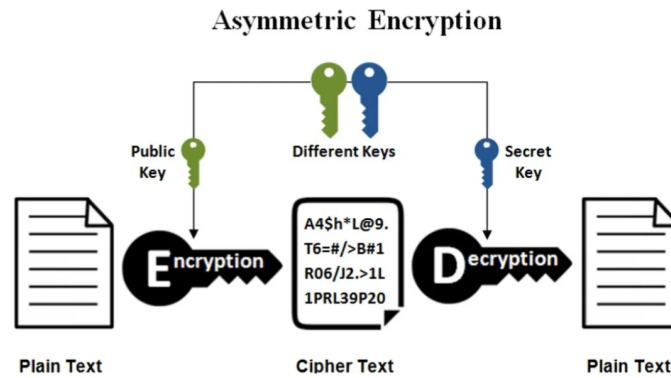 Asymmetric Encryption
Public
Key
Different Keys
Secret
Key
A4$h*L@9.
T6=#/>B#1
R06/J2.>1L
1PRL39P20
Encryption
Decryption
Plain Text
Cipher Text
Plain Text